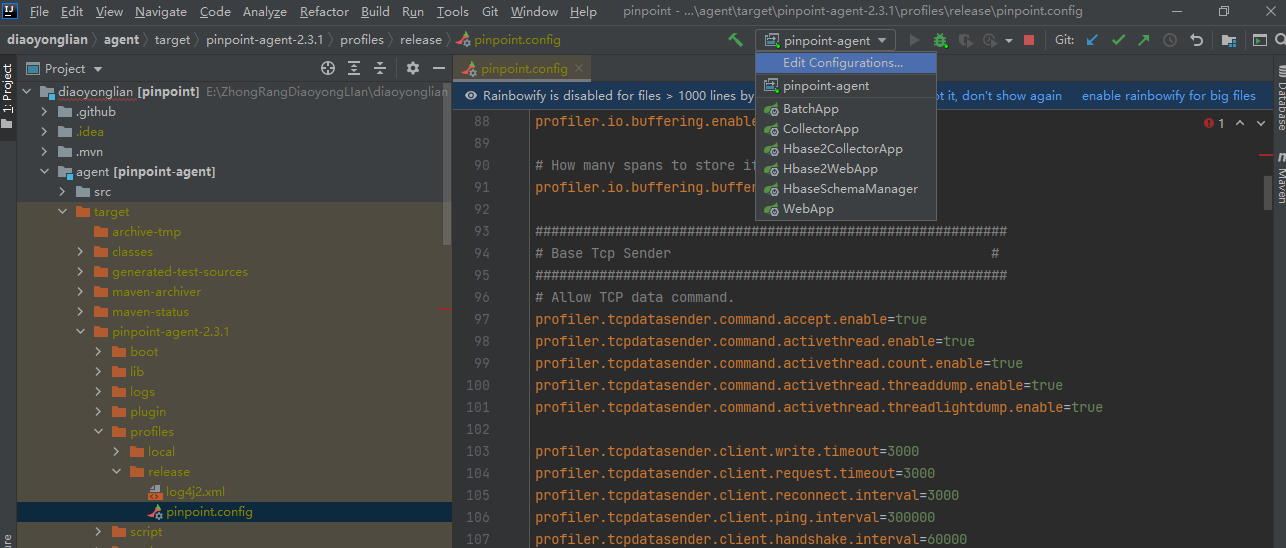 File Edit View Navigate Code Analyze Refactor Build Run Tools Git Window Help pinpoint - ...\agent\target\pinpoint-agent-2.3.1\profiles\release\pinpoint.config
diaoyonglian agent target pinpoint-agent-2.3.1 profiles release pinpoint.config pinpoint-agent Git:
Project
pinpoint.config
Edit Configurations...
pinpoint-agent
BatchApp
CollectorApp
Hbase2CollectorApp
Hbase2WebApp
HbaseSchemaManager
WebApp
1: Project
diaoyonglian [pinpoint] E:\ZhongRangDiaoyongLIan\diaoyonglian
.github
.idea
.mvn
agent [pinpoint-agent]
src
target
archive-tmp
classes
generated-test-sources
maven-archiver
maven-status
pinpoint-agent-2.3.1
boot
lib
logs
plugin
profiles
local
release
log4j2.xml
pinpoint.config
script
Rainbowify is disabled for files > 1000 lines by it, don't show again enable rainbowify for big files
1
88 profiler.io.buffering.enable
89
90 # How many spans to store i
91 profiler.io.buffering.buffer
92
93 ###########################################################
94 # Base Tcp Sender #
95 ###########################################################
96 # Allow TCP data command.
97 profiler.tcpdatasender.command.accept.enable=true
98 profiler.tcpdatasender.command.activethread.enable=true
99 profiler.tcpdatasender.command.activethread.count.enable=true
100 profiler.tcpdatasender.command.activethread.threaddump.enable=true
101 profiler.tcpdatasender.command.activethread.threadlightdump.enable=true
102
103 profiler.tcpdatasender.client.write.timeout=3000
104 profiler.tcpdatasender.client.request.timeout=3000
105 profiler.tcpdatasender.client.reconnect.interval=3000
106 profiler.tcpdatasender.client.ping.interval=300000
107 profiler.tcpdatasender.client.handshake.interval=60000
Database
Maven